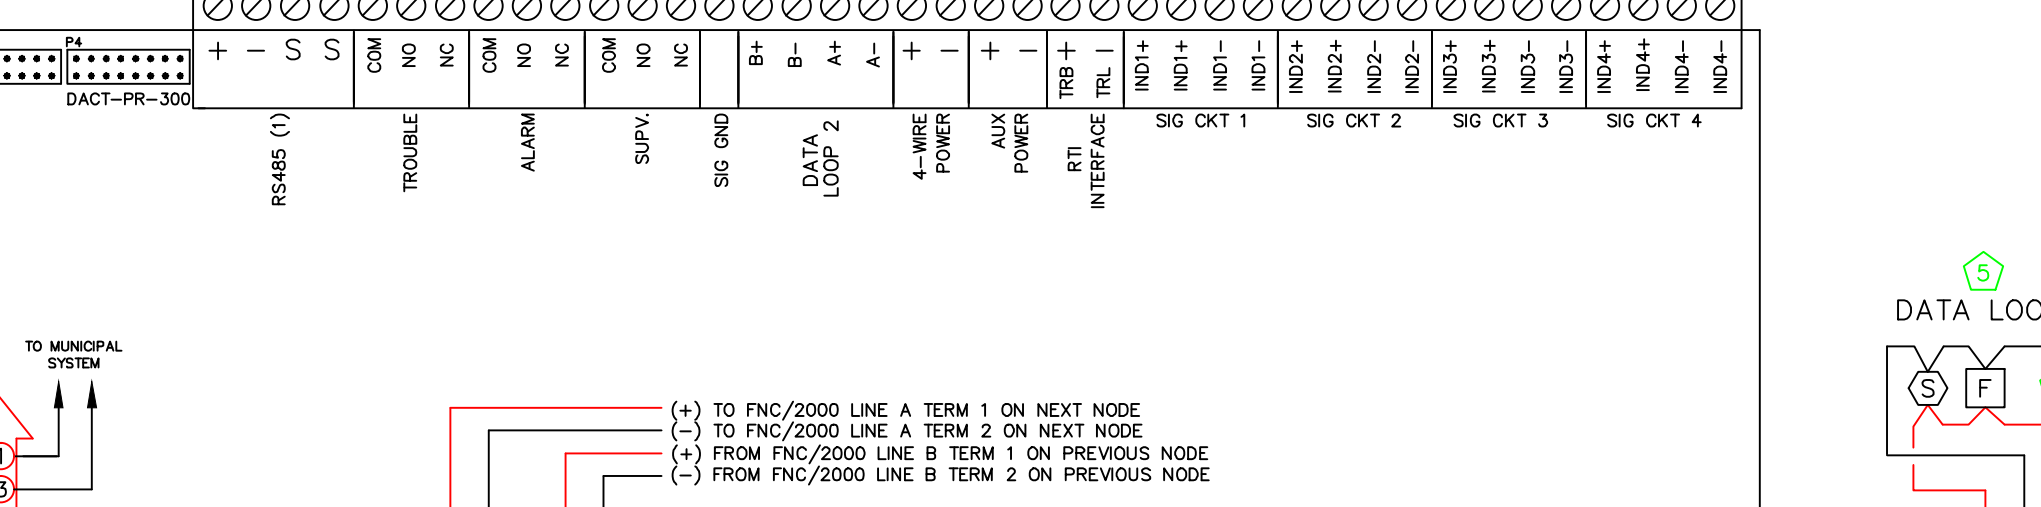 P4
DACT-PR-300
+ − S S
COM NO NC
COM NO NC
COM NO NC
B+ B- A+ A-
+ −
+ −
TRB + TRL −
IND1+ IND1+ IND1- IND1-
IND2+ IND2+ IND2- IND2-
IND3+ IND3+ IND3- IND3-
IND4+ IND4+ IND4- IND4-
RS485 (1)
TROUBLE
ALARM
SUPV.
SIG GND
DATA
LOOP 2
4-WIRE
POWER
AUX
POWER
RTI
INTERFACE
SIG CKT 1
SIG CKT 2
SIG CKT 3
SIG CKT 4
5
DATA LOO
S
F
TO MUNICIPAL
SYSTEM
(+) TO FNC/2000 LINE A TERM 1 ON NEXT NODE
(-) TO FNC/2000 LINE A TERM 2 ON NEXT NODE
(+) FROM FNC/2000 LINE B TERM 1 ON PREVIOUS NODE
(-) FROM FNC/2000 LINE B TERM 2 ON PREVIOUS NODE